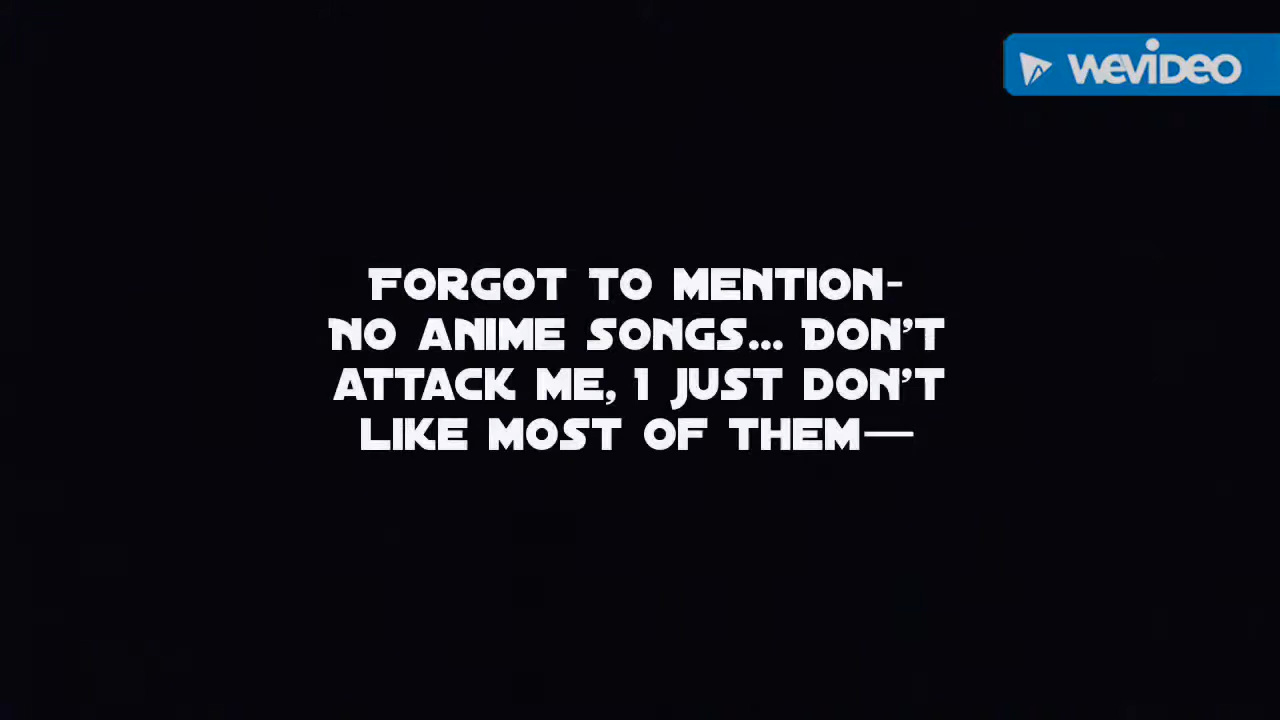 WEVIDEO
FORGOT TO MENTION-
NO ANIME SONGS... DON'T
ATTACK ME, I JUST DON'T
LIKE MOST OF THEM—